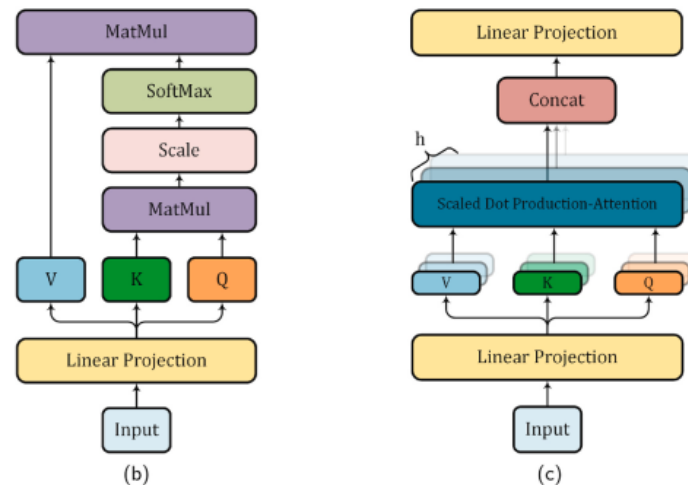 MatMul
SoftMax
Scale
MatMul
V K Q
Linear Projection
Input
(b)
Linear Projection
Concat
h
Scaled Dot Production-Attention
V K Q
Linear Projection
Input
(c)